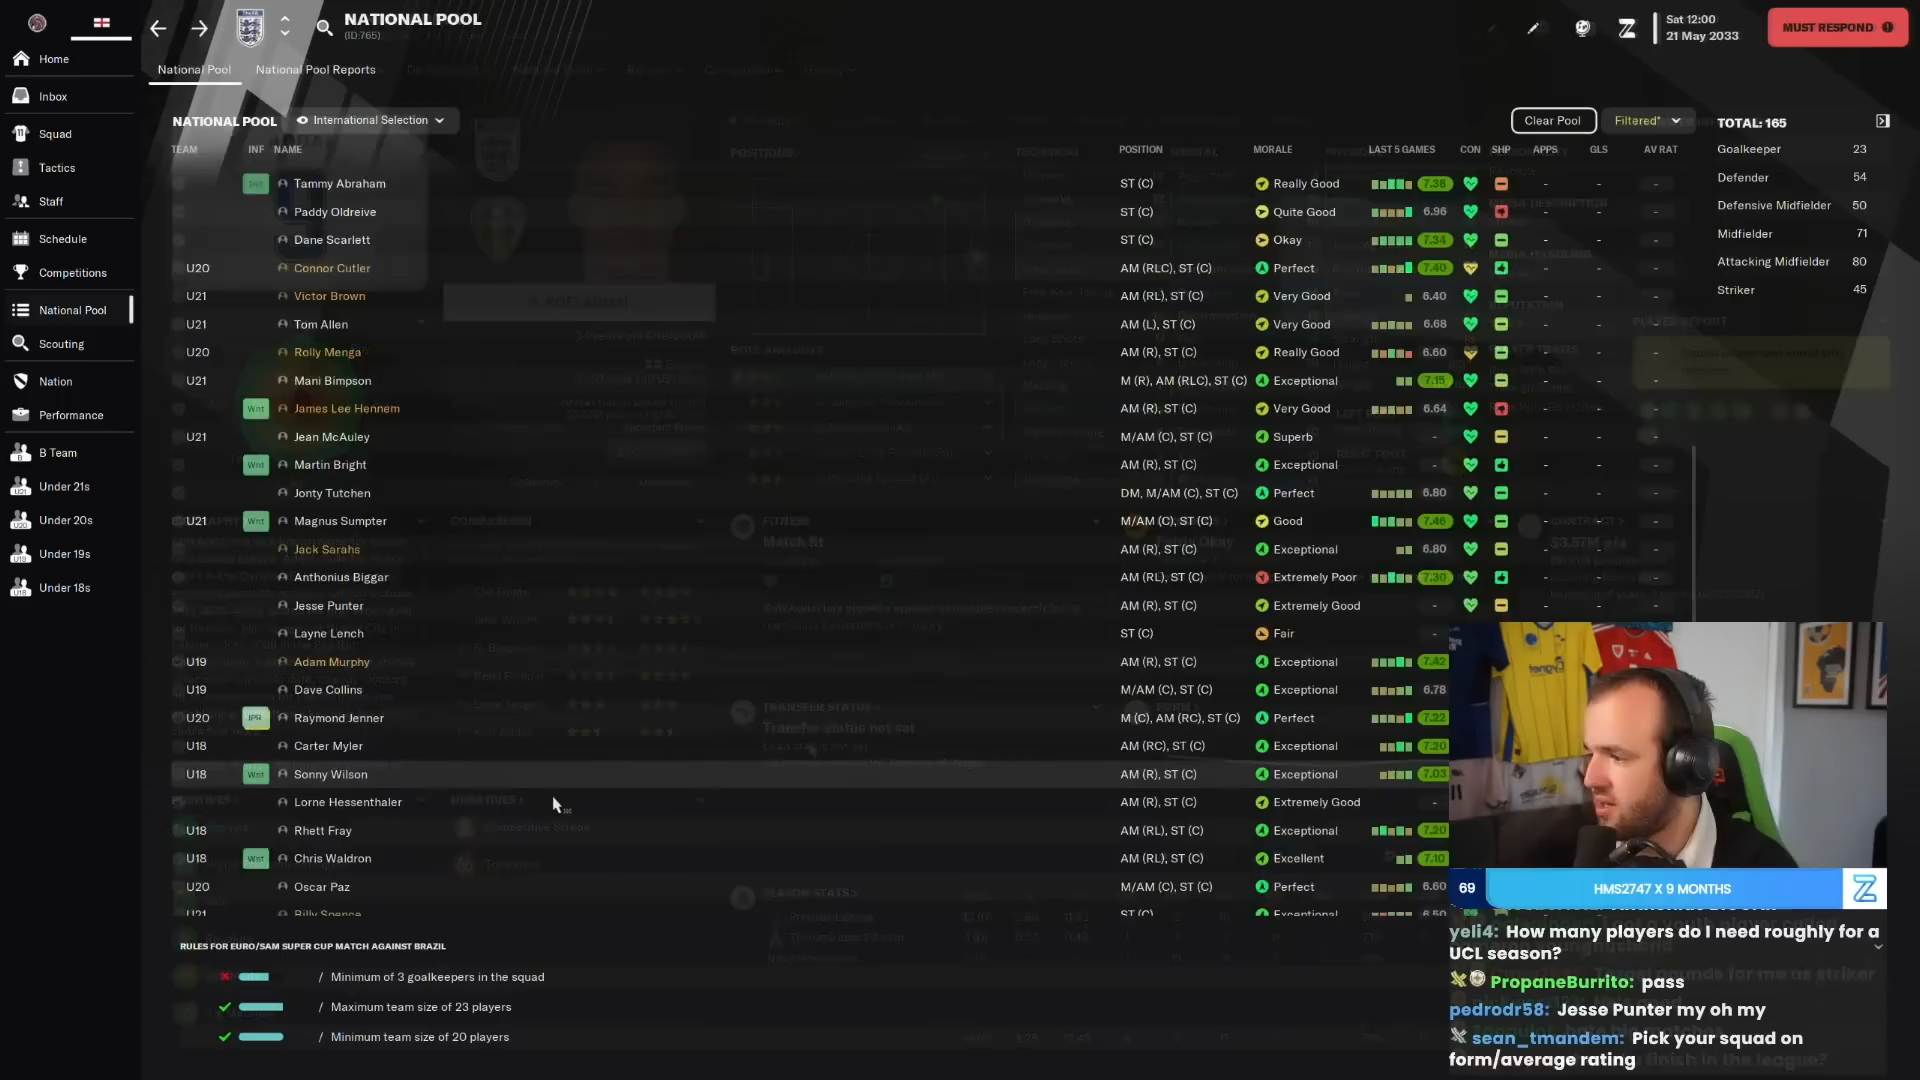 NATIONAL POOL
(ID:765)
Sat 12:00
21 May 2033
MUST RESPOND
Home
Inbox
Squad
Tactics
Staff
Schedule
Competitions
National Pool
Scouting
Nation
Performance
B Team
Under 21s
Under 20s
Under 19s
Under 18s
National Pool National Pool Reports
NATIONAL POOL International Selection Clear Pool Filtered*
TEAM INF NAME POSITION MORALE LAST 5 GAMES CON SHP APPS GLS AV RAT
Int Tammy Abraham ST (C) Really Good 7.38 - - -
Paddy Oldreive ST (C) Quite Good 6.96 - - -
Dane Scarlett ST (C) Okay 7.34 - - -
U20 Connor Cutler AM (RLC), ST (C) Perfect 7.40 - - -
U21 Victor Brown AM (RL), ST (C) Very Good 6.40 - - -
U21 Tom Allen AM (L), ST (C) Very Good 6.68 - - -
U20 Rolly Menga AM (R), ST (C) Really Good 6.60 - - -
U21 Mani Bimpson M (R), AM (RLC), ST (C) Exceptional 7.15 - - -
Wnt James Lee Hennem AM (R), ST (C) Very Good 6.64 - - -
U21 Jean McAuley M/AM (C), ST (C) Superb - - - -
Wnt Martin Bright AM (R), ST (C) Exceptional - - - -
Jonty Tutchen DM, M/AM (C), ST (C) Perfect 6.80 - - -
U21 Wnt Magnus Sumpter M/AM (C), ST (C) Good 7.46 - - -
Jack Sarahs AM (R), ST (C) Exceptional 6.80 - - -
Anthonius Biggar AM (RL), ST (C) Extremely Poor 7.30 - - -
Jesse Punter AM (R), ST (C) Extremely Good - - - -
Layne Lench ST (C) Fair -
U19 Adam Murphy AM (R), ST (C) Exceptional 7.42
U19 Dave Collins M/AM (C), ST (C) Exceptional 6.78
U20 IPR Raymond Jenner M (C), AM (RC), ST (C) Perfect 7.22
U18 Carter Myler AM (RC), ST (C) Exceptional 7.20
U18 Wnt Sonny Wilson AM (R), ST (C) Exceptional 7.03
Lorne Hessenthaler AM (R), ST (C) Extremely Good -
U18 Rhett Fray AM (RL), ST (C) Exceptional 7.20
U18 Wnt Chris Waldron AM (RL), ST (C) Excellent 7.10
U20 Oscar Paz M/AM (C), ST (C) Perfect 6.60
U21 Billy Spence ST (C) Exceptional 6.50
TOTAL: 165
Goalkeeper 23
Defender 54
Defensive Midfielder 50
Midfielder 71
Attacking Midfielder 80
Striker 45
RULES FOR EURO/SAM SUPER CUP MATCH AGAINST BRAZIL
/ Minimum of 3 goalkeepers in the squad
/ Maximum team size of 23 players
/ Minimum team size of 20 players
69 HMS2747 X 9 MONTHS
yeli4: How many players do I need roughly for a
UCL season?
PropaneBurrito: pass
pedrodr58: Jesse Punter my oh my
sean_tmandem: Pick your squad on
form/average rating